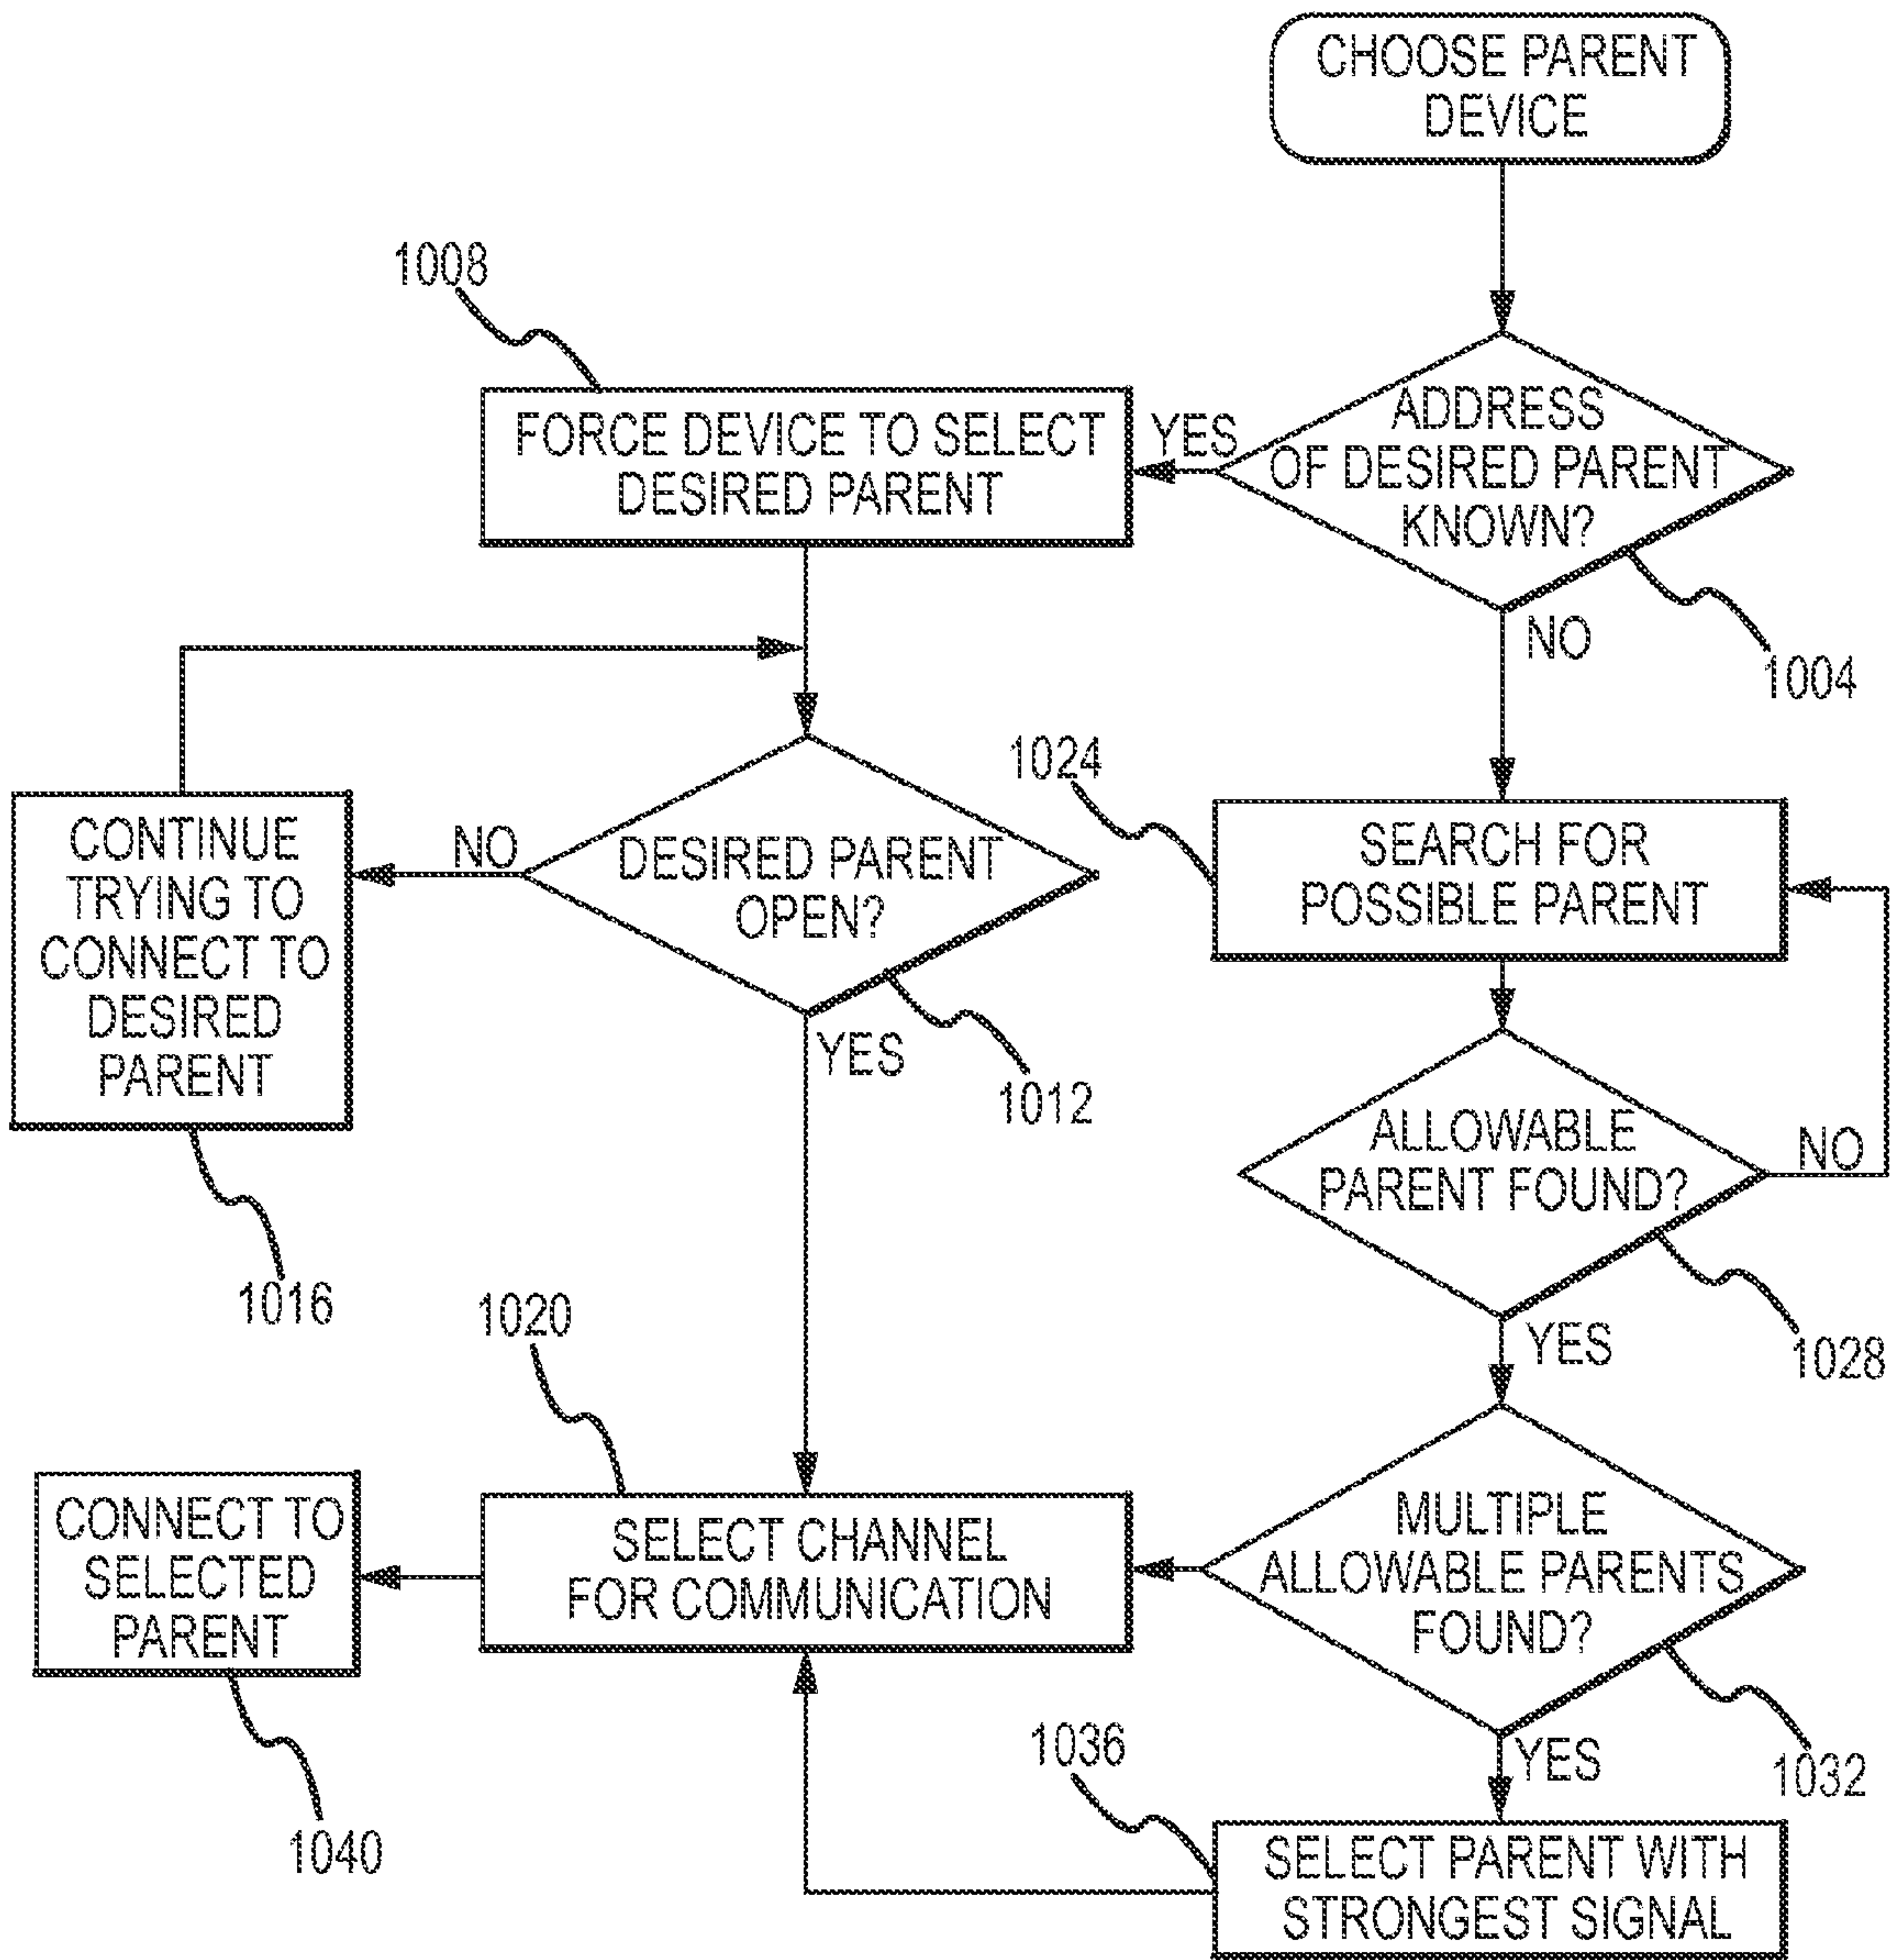 CHOOSE PARENT
DEVICE
1008
FORCE DEVICE TO SELECT
DESIRED PARENT
YES
ADDRESS
OF DESIRED PARENT
KNOWN?
NO
1004
1024
CONTINUE
TRYING TO
CONNECT TO
DESIRED
PARENT
NO
DESIRED PARENT
OPEN?
YES
1012
1016
SEARCH FOR
POSSIBLE PARENT
ALLOWABLE
PARENT FOUND?
NO
YES
1028
1020
CONNECT TO
SELECTED
PARENT
SELECT CHANNEL
FOR COMMUNICATION
MULTIPLE
ALLOWABLE PARENTS
FOUND?
YES
1032
1036
1040
SELECT PARENT WITH
STRONGEST SIGNAL